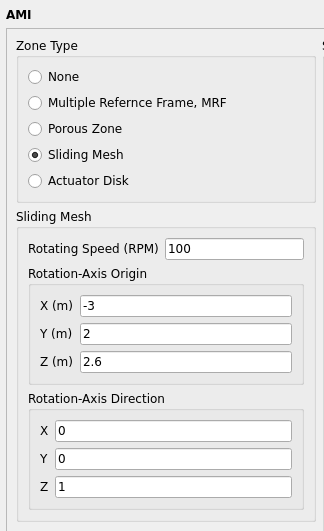 AMI
Zone Type
None
Multiple Refernce Frame, MRF
Porous Zone
Sliding Mesh
Actuator Disk
Sliding Mesh
Rotating Speed (RPM) 100
Rotation-Axis Origin
X (m) -3
Y (m) 2
Z (m) 2.6
Rotation-Axis Direction
X 0
Y 0
Z 1